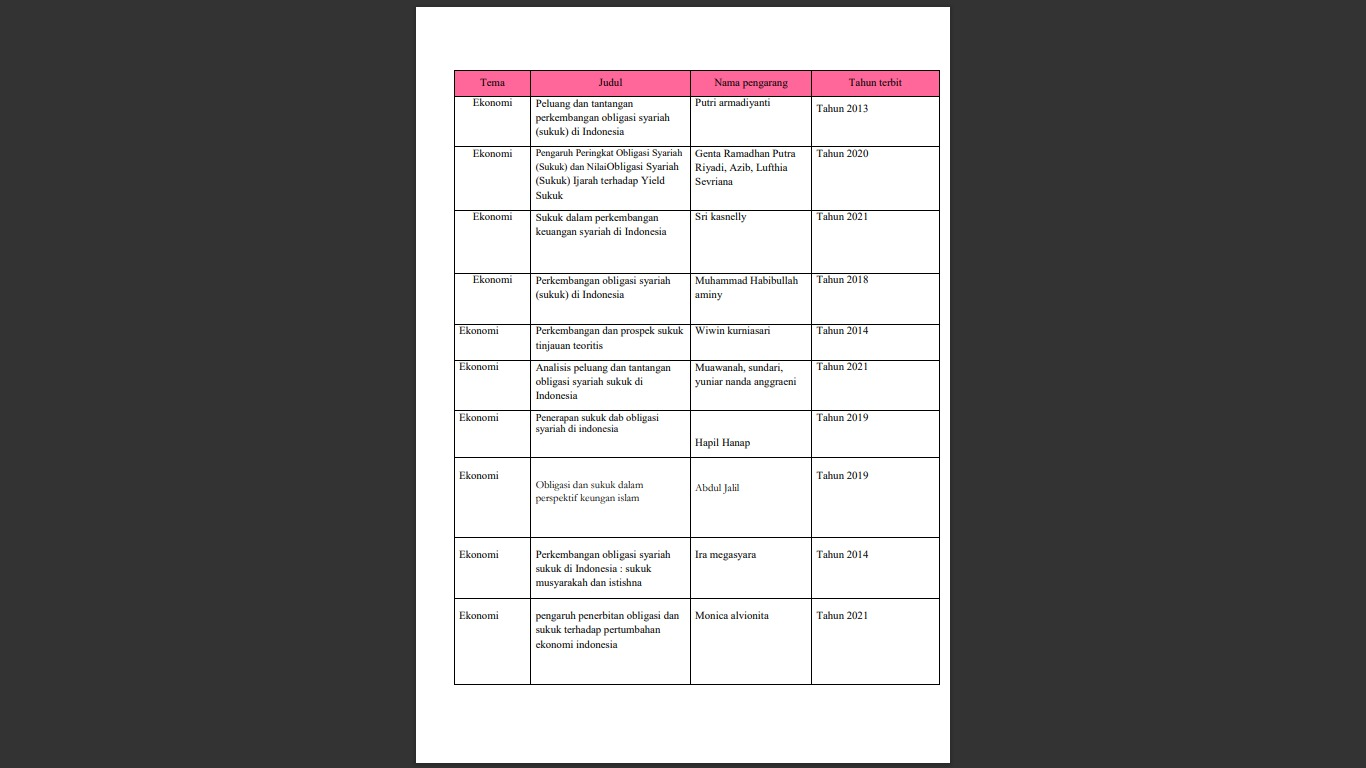 Tema Judul Nama pengarang Tahun terbit
Ekonomi
Peluang dan tantangan
perkembangan obligasi syariah
(sukuk) di Indonesia
Putri armadiyanti
Tahun 2013
Ekonomi
Pengaruh Peringkat Obligasi Syariah
(Sukuk) dan NilaiObligasi Syariah
(Sukuk) Ijarah terhadap Yield
Sukuk
Genta Ramadhan Putra
Riyadi, Azib, Lufthia
Sevriana
Tahun 2020
Ekonomi
Sukuk dalam perkembangan
keuangan syariah di Indonesia
Sri kasnelly
Tahun 2021
Ekonomi
Perkembangan obligasi syariah
(sukuk) di Indonesia
Muhammad Habibullah
aminy
Tahun 2018
Ekonomi
Perkembangan dan prospek sukuk
tinjauan teoritis
Wiwin kurniasari
Tahun 2014
Ekonomi
Analisis peluang dan tantangan
obligasi syariah sukuk di
Indonesia
Muawanah, sundari,
yuniar nanda anggraeni
Tahun 2021
Ekonomi
Penerapan sukuk dab obligasi
syariah di indonesia
Hapil Hanap
Tahun 2019
Ekonomi
Obligasi dan sukuk dalam
perspektif keungan islam
Abdul Jalil
Tahun 2019
Ekonomi
Perkembangan obligasi syariah
sukuk di Indonesia : sukuk
musyarakah dan istishna
Ira megasyara
Tahun 2014
Ekonomi
pengaruh penerbitan obligasi dan
sukuk terhadap pertumbahan
ekonomi indonesia
Monica alvionita
Tahun 2021